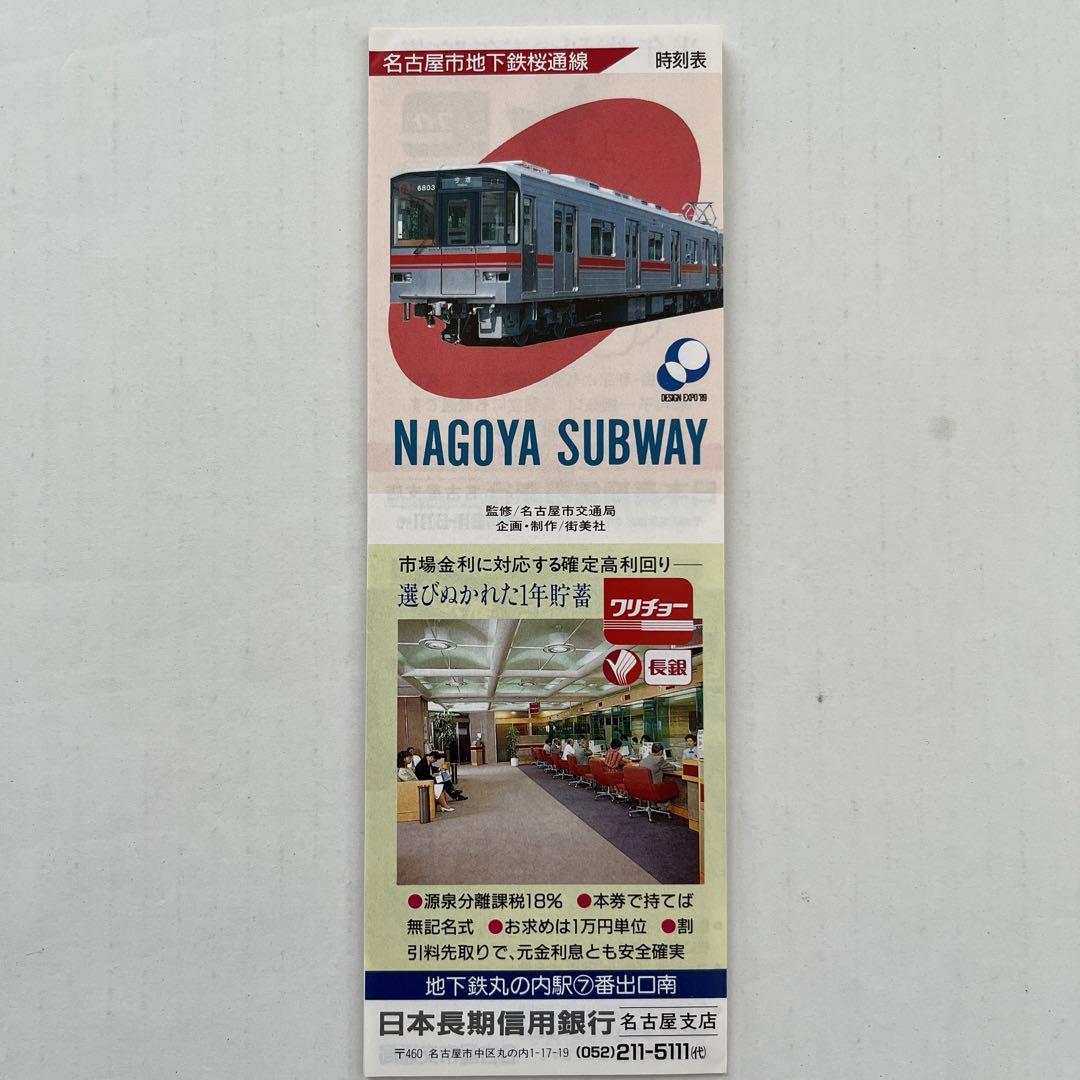 名古屋市地下鉄桜通線
時刻表
6803
今池
DESIGN EXPO '89
NAGOYA SUBWAY
監修/名古屋市交通局
企画・制作/街美社
市場金利に対応する確定高利回り──
選びぬかれた1年貯蓄
ワリチョー
長銀
●源泉分離課税18% ●本券で持てば
無記名式 ●お求めは1万円単位 ●割
引料先取りで、元金利息とも安全確実
地下鉄丸の内駅⑦番出口南
日本長期信用銀行 名古屋支店
〒460 名古屋市中区丸の内1-17-19 (052)211-5111(代)